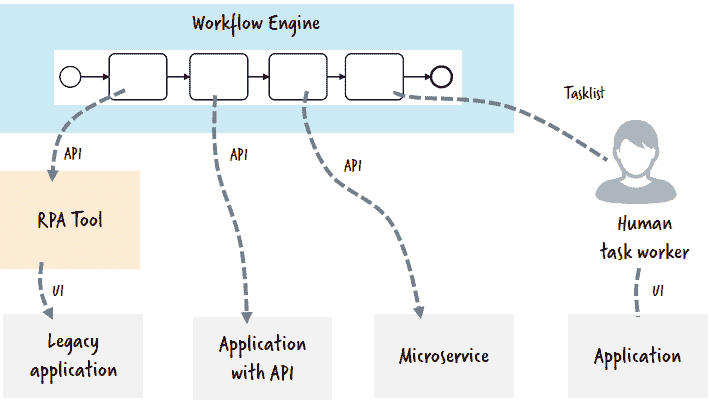 Workflow Engine
Tasklist
API
API
API
RPA Tool
Human
task worker
UI
UI
Legacy
application
Application
with API
Microservice
Application